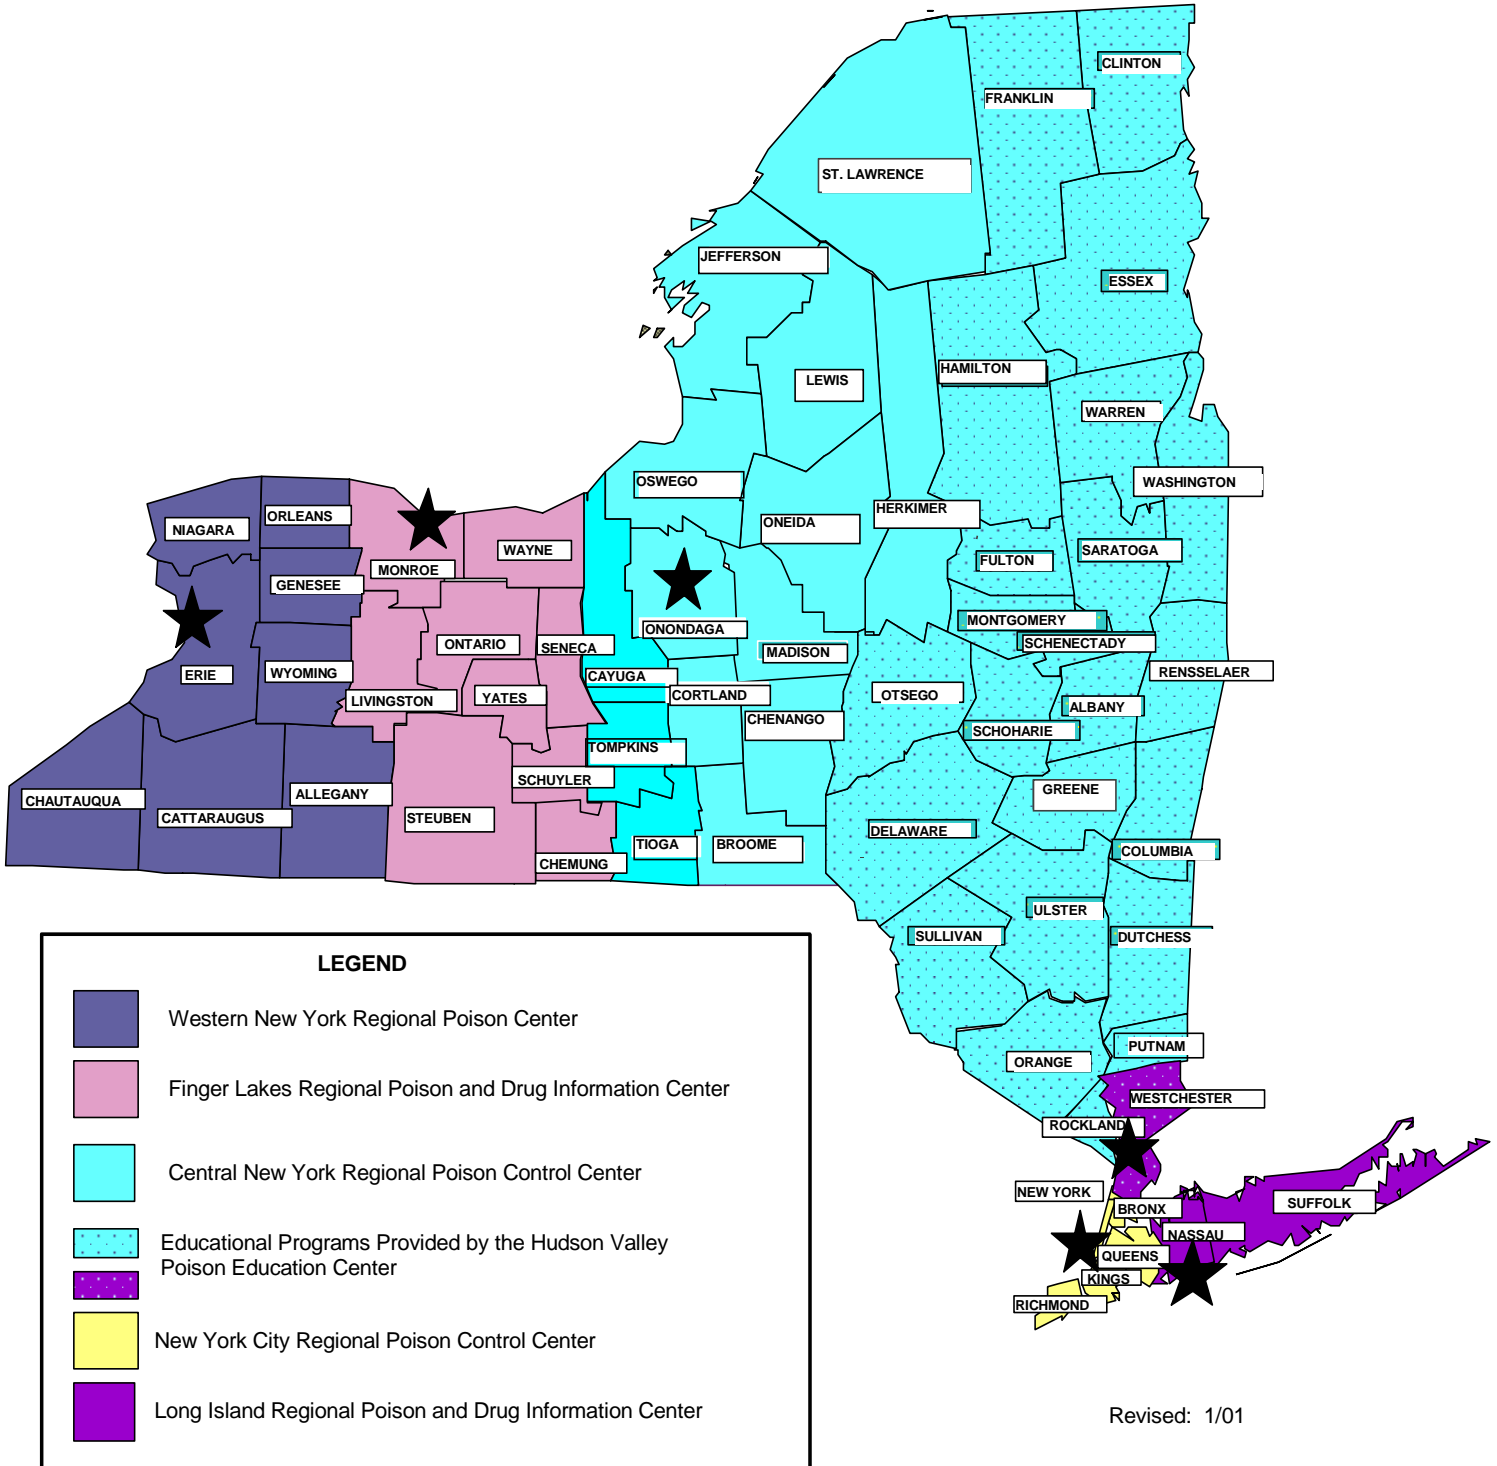 CLINTON
FRANKLIN
ST. LAWRENCE
JEFFERSON
ESSEX
HAMILTON
LEWIS
WARREN
OSWEGO
WASHINGTON
ORLEANS
HERKIMER
NIAGARA
ONEIDA
WAYNE
SARATOGA
FULTON
MONROE
GENESEE
MONTGOMERY
ONONDAGA
SCHENECTADY
ONTARIO
SENECA
MADISON
ERIE
WYOMING
RENSSELAER
CAYUGA
LIVINGSTON
YATES
CORTLAND
OTSEGO
ALBANY
CHENANGO
SCHOHARIE
TOMPKINS
SCHUYLER
GREENE
ALLEGANY
CHAUTAUQUA
CATTARAUGUS
STEUBEN
DELAWARE
TIOGA
BROOME
COLUMBIA
CHEMUNG
ULSTER
SULLIVAN
DUTCHESS
PUTNAM
ORANGE
WESTCHESTER
ROCKLAND
NEW YORK
SUFFOLK
BRONX
NASSAU
QUEENS
KINGS
RICHMOND
LEGEND
Western New York Regional Poison Center
Finger Lakes Regional Poison and Drug Information Center
Central New York Regional Poison Control Center
Educational Programs Provided by the Hudson Valley
Poison Education Center
New York City Regional Poison Control Center
Long Island Regional Poison and Drug Information Center
Revised: 1/01